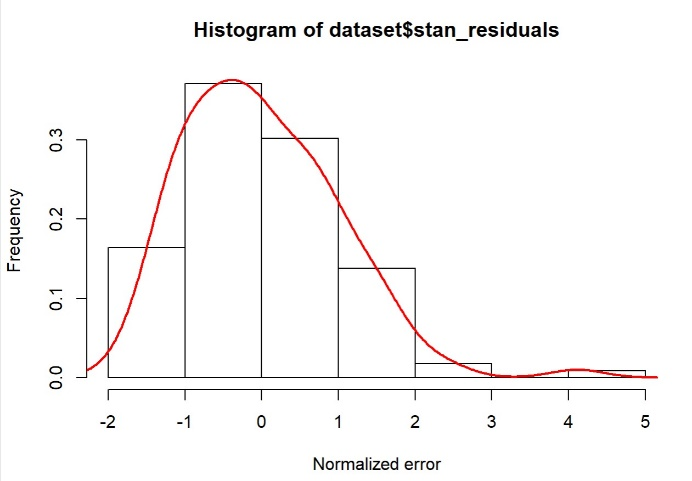 Histogram of dataset$stan_residuals
Frequency
0.3
0.2
0.1
0.0
-2 -1 0 1 2 3 4 5
Normalized error